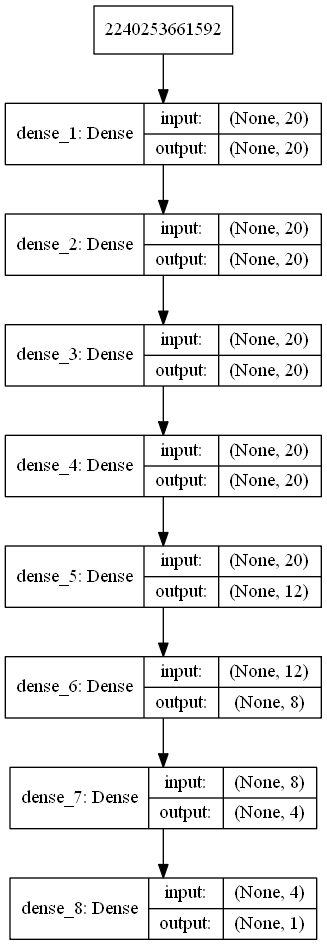 2240253661592
dense_1: Dense
input: (None, 20)
output: (None, 20)
dense_2: Dense
input: (None, 20)
output: (None, 20)
dense_3: Dense
input: (None, 20)
output: (None, 20)
dense_4: Dense
input: (None, 20)
output: (None, 20)
dense_5: Dense
input: (None, 20)
output: (None, 12)
dense_6: Dense
input: (None, 12)
output: (None, 8)
dense_7: Dense
input: (None, 8)
output: (None, 4)
dense_8: Dense
input: (None, 4)
output: (None, 1)